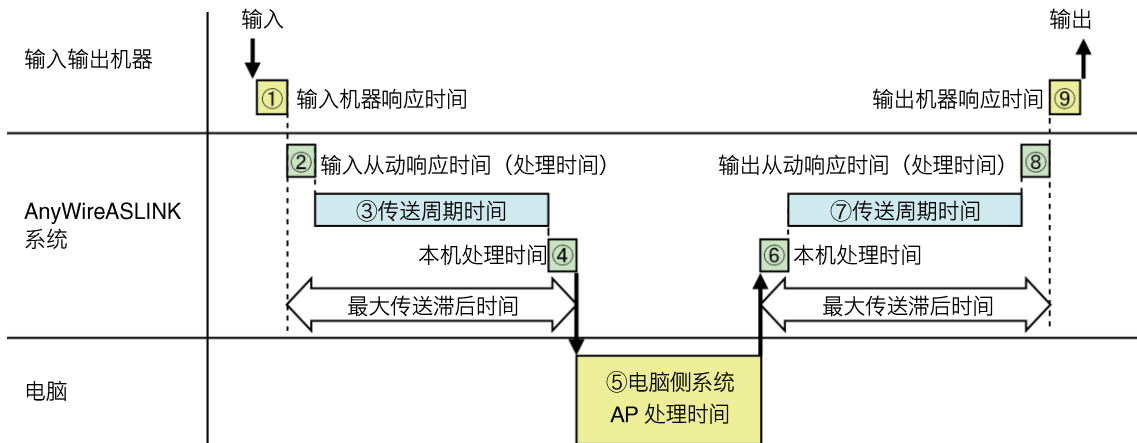 输入
输出
输入输出机器
① 输入机器响应时间
输出机器响应时间 ⑨
② 输入从动响应时间（处理时间）
输出从动响应时间（处理时间） ⑧
AnyWireASLINK
系统
③传送周期时间
⑦传送周期时间
本机处理时间 ④
⑥ 本机处理时间
最大传送滞后时间
最大传送滞后时间
电脑
⑤电脑侧系统
AP 处理时间